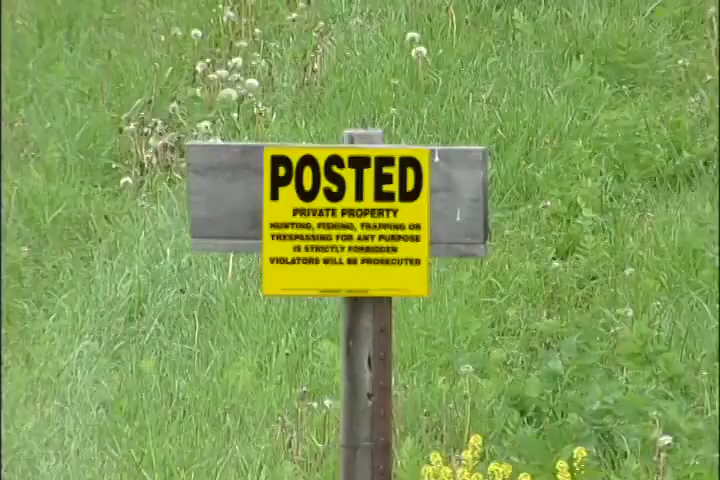 POSTED
PRIVATE PROPERTY
HUNTING, FISHING, TRAPPING OR
TRESPASSING FOR ANY PURPOSE
IS STRICTLY FORBIDDEN
VIOLATORS WILL BE PROSECUTED